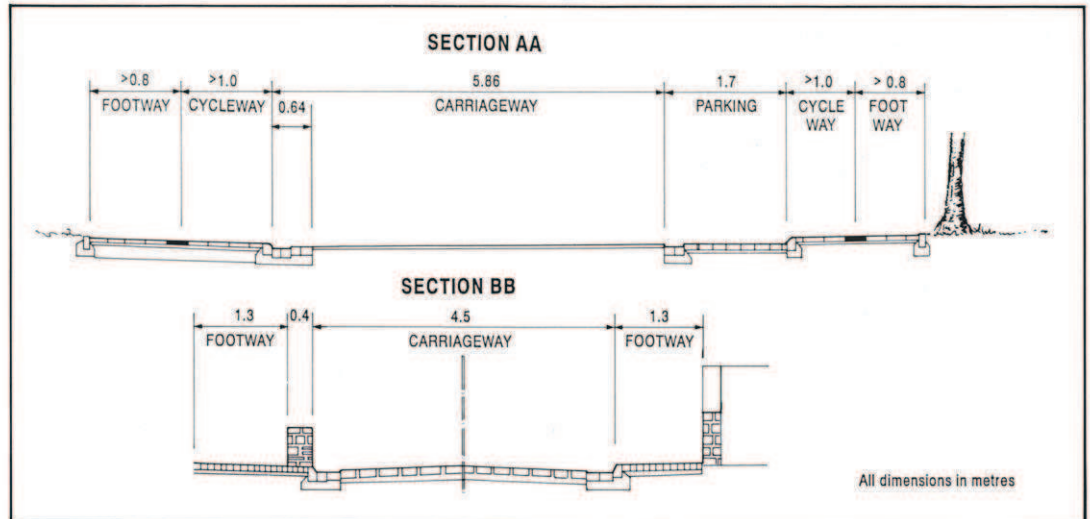 SECTION AA
>0.8 >1.0 5.86 1.7 >1.0 > 0.8
FOOTWAY CYCLEWAY CARRIAGEWAY PARKING CYCLE FOOT
0.64 WAY WAY
SECTION BB
1.3 0.4 4.5 1.3
FOOTWAY CARRIAGEWAY FOOTWAY
All dimensions in metres